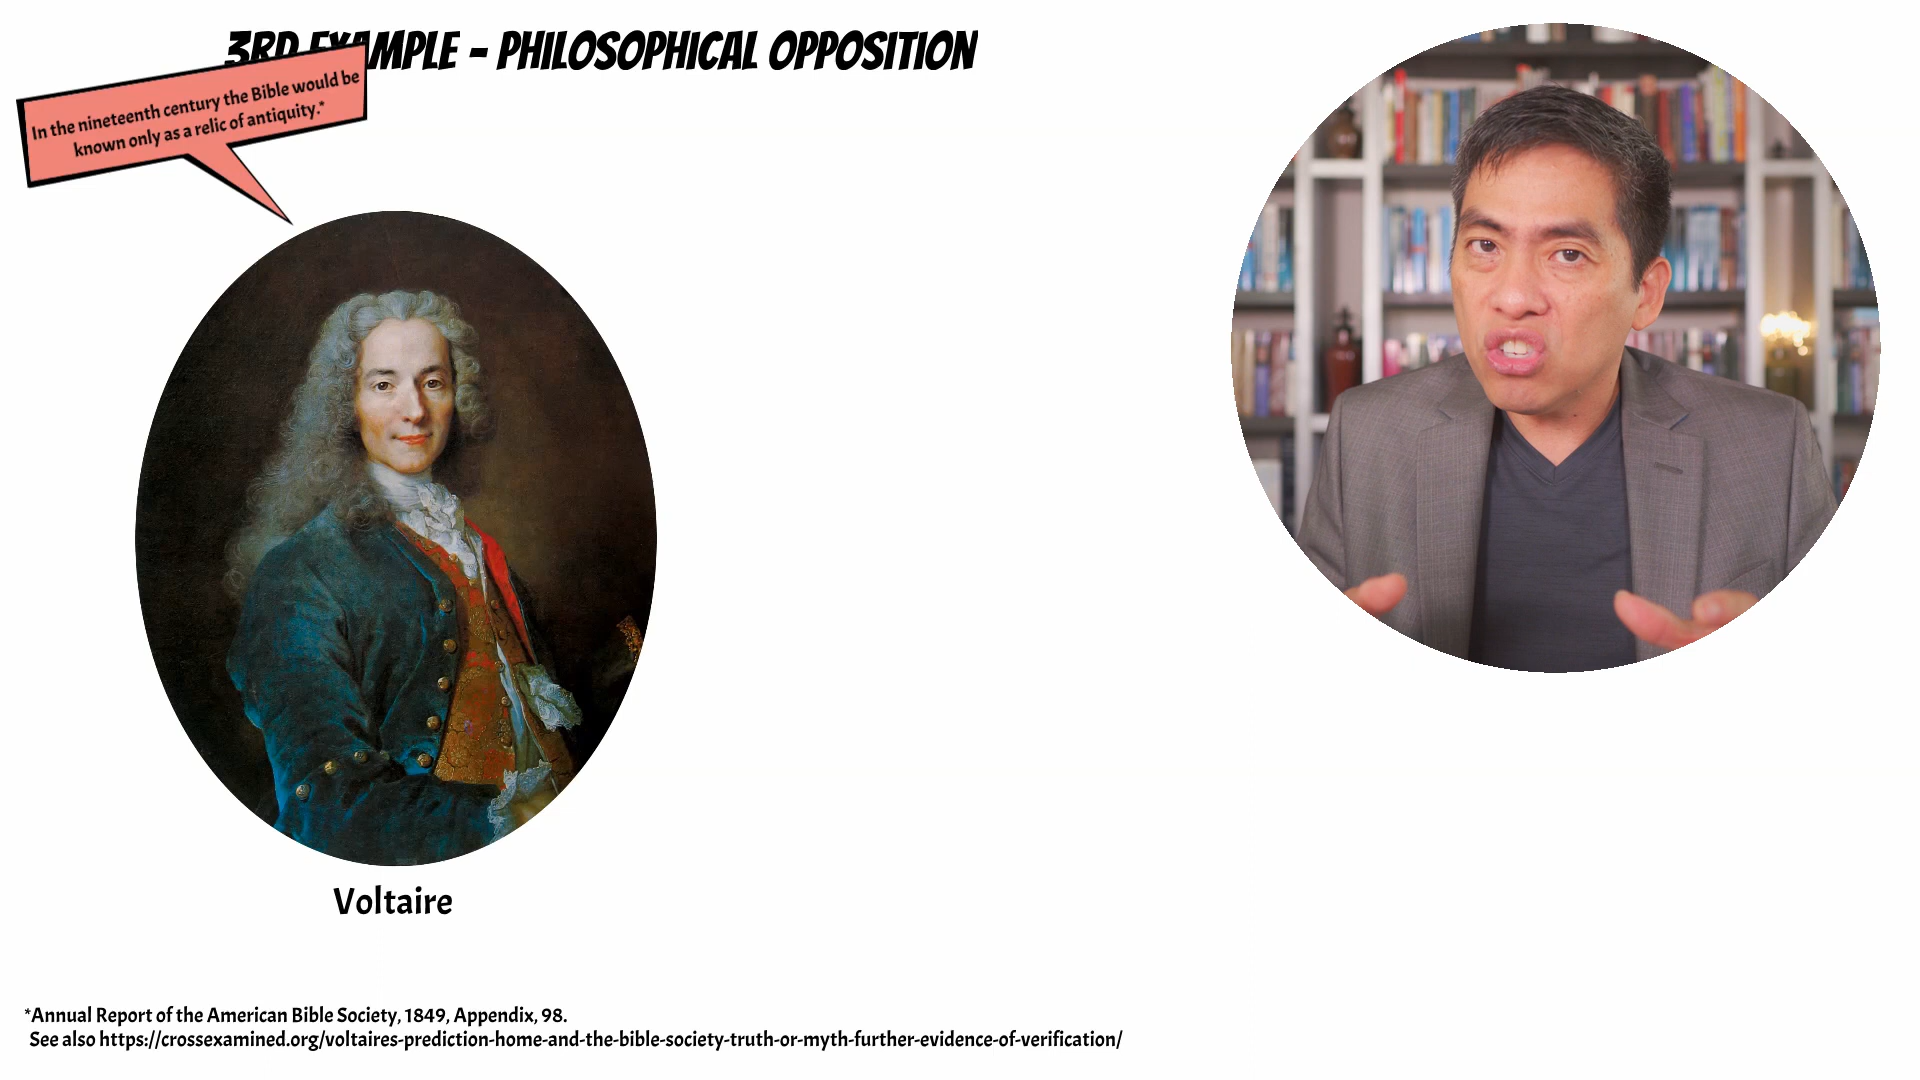 3RD EXAMPLE - PHILOSOPHICAL OPPOSITION
In the nineteenth century the Bible would be
known only as a relic of antiquity.*
Voltaire
*Annual Report of the American Bible Society, 1849, Appendix, 98.
See also https://crossexamined.org/voltaires-prediction-home-and-the-bible-society-truth-or-myth-further-evidence-of-verification/